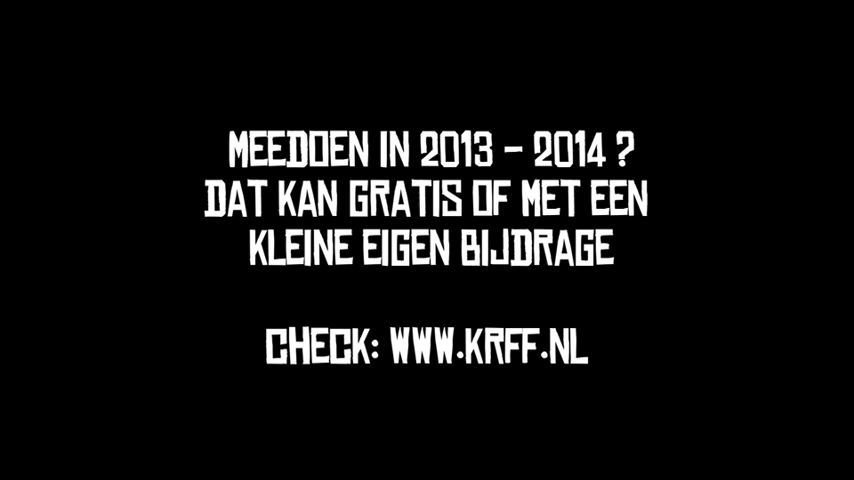 MEEDOEN IN 2013 - 2014 ?
DAT KAN GRATIS OF MET EEN
KLEINE EIGEN BIJDRAGE
CHECK: WWW.KRFF.NL